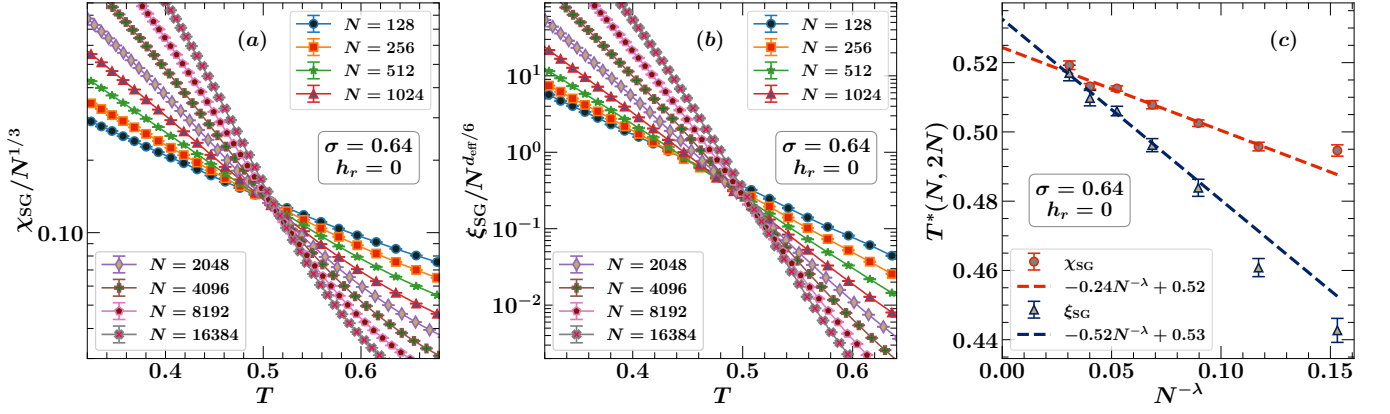 (a)
N = 128
N = 256
N = 512
N = 1024
σ = 0.64
h_r = 0
N = 2048
N = 4096
N = 8192
N = 16384
χ_SG/N^{1/3}
0.10
0.4
0.5
0.6
T
(b)
N = 128
N = 256
N = 512
N = 1024
σ = 0.64
h_r = 0
N = 2048
N = 4096
N = 8192
N = 16384
ξ_SG/N^{d_eff/6}
10^1
10^0
10^{-1}
10^{-2}
0.4
0.5
0.6
T
(c)
σ = 0.64
h_r = 0
χ_SG
−0.24N^{−λ} + 0.52
ξ_SG
−0.52N^{−λ} + 0.53
T*(N, 2N)
0.52
0.50
0.48
0.46
0.44
0.00
0.05
0.10
0.15
N^{−λ}